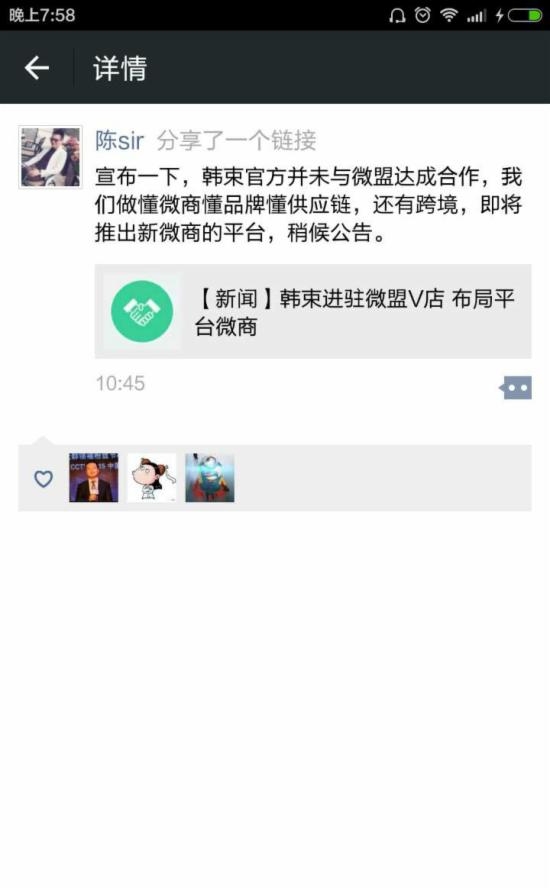 晚上7:58
详情
陈sir 分享了一个链接
宣布一下，韩束官方并未与微盟达成合作，我
们做懂微商懂品牌懂供应链，还有跨境，即将
推出新微商的平台，稍候公告。
【新闻】韩束进驻微盟V店 布局平
台微商
10:45